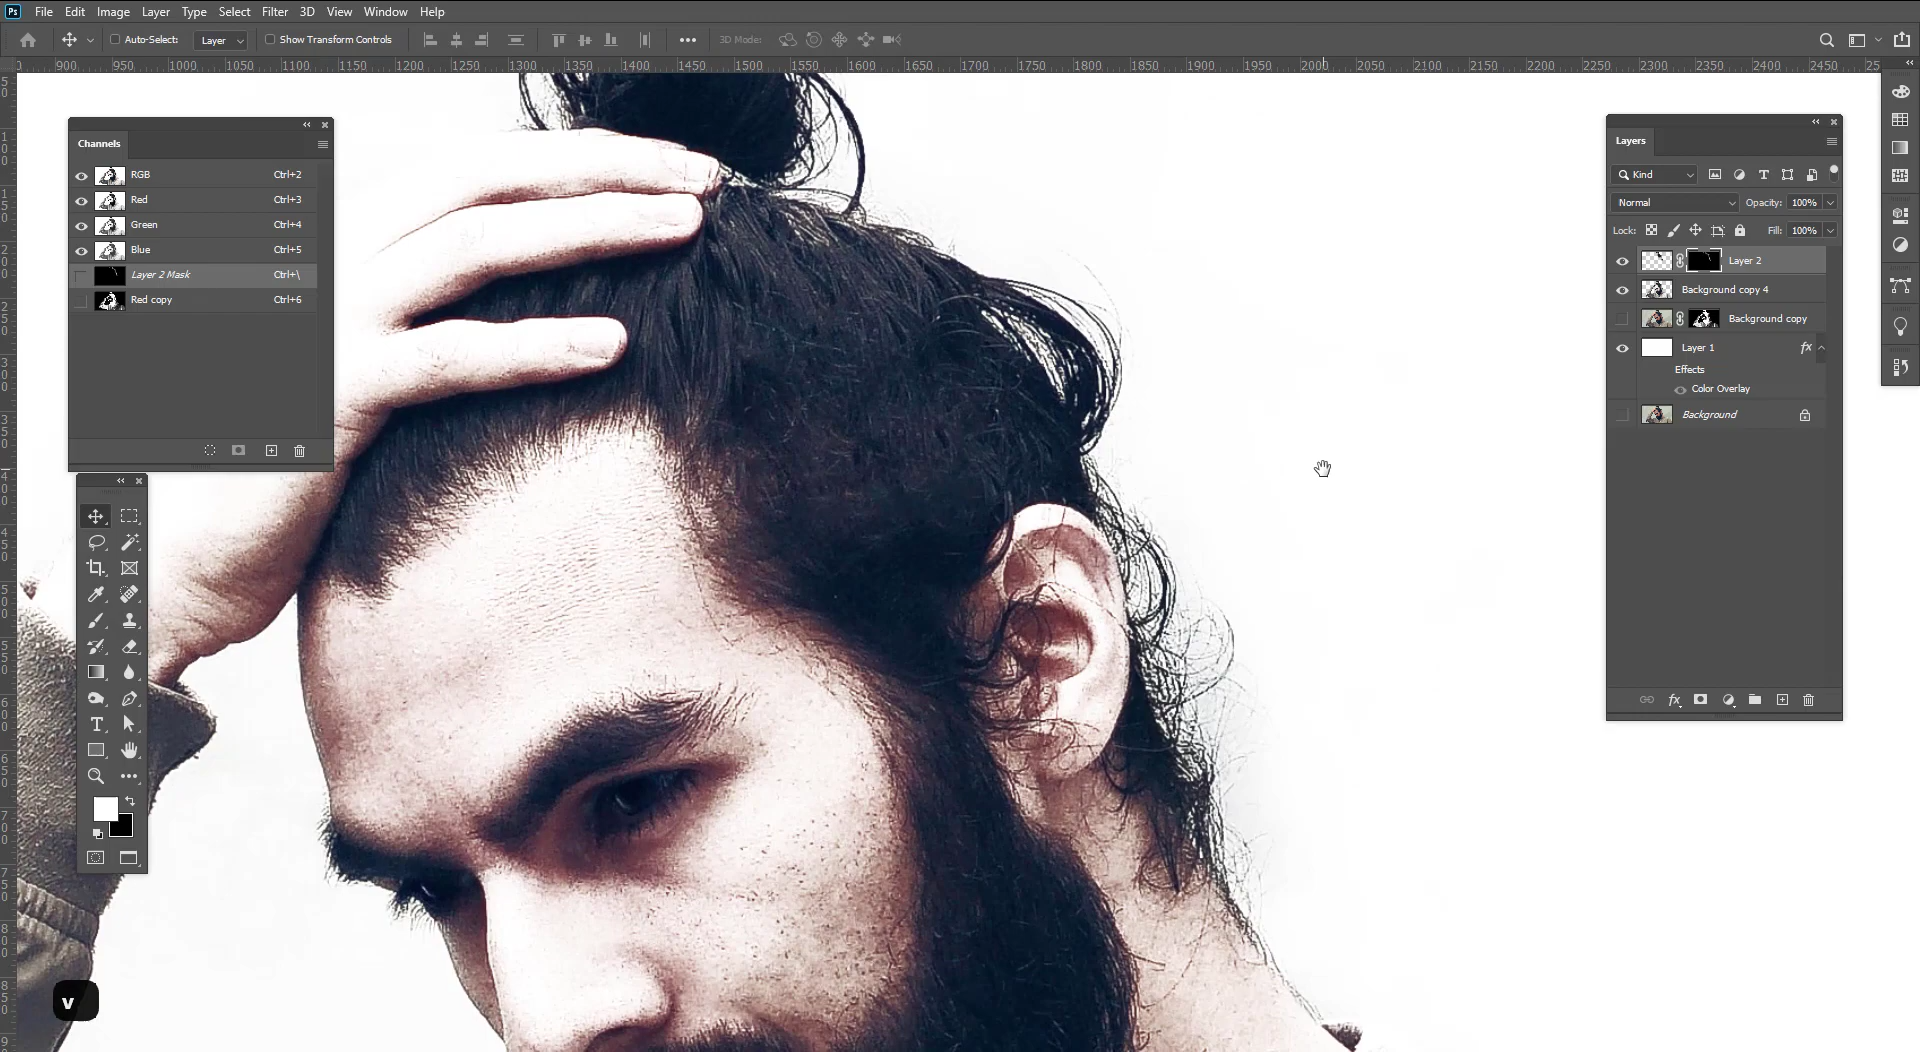 Ps File Edit Image Layer Type Select Filter 3D View Window Help
Auto-Select: Layer Show Transform Controls 3D Mode:
900 950 1000 1050 1100 1150 1200 1250 1300 1350 1400 1450 1500 1550 1600 1650 1700 1750 1800 1850 1900 1950 2000 2050 2100 2150 2200 2250 2300 2350 2400 2450 25
Channels
RGB Ctrl+2
Red Ctrl+3
Green Ctrl+4
Blue Ctrl+5
Layer 2 Mask Ctrl+\
Red copy Ctrl+6
Layers
Kind
Normal Opacity: 100%
Lock: Fill: 100%
Layer 2
Background copy 4
Background copy
Layer 1 fx
Effects
Color Overlay
Background
fx
T
v